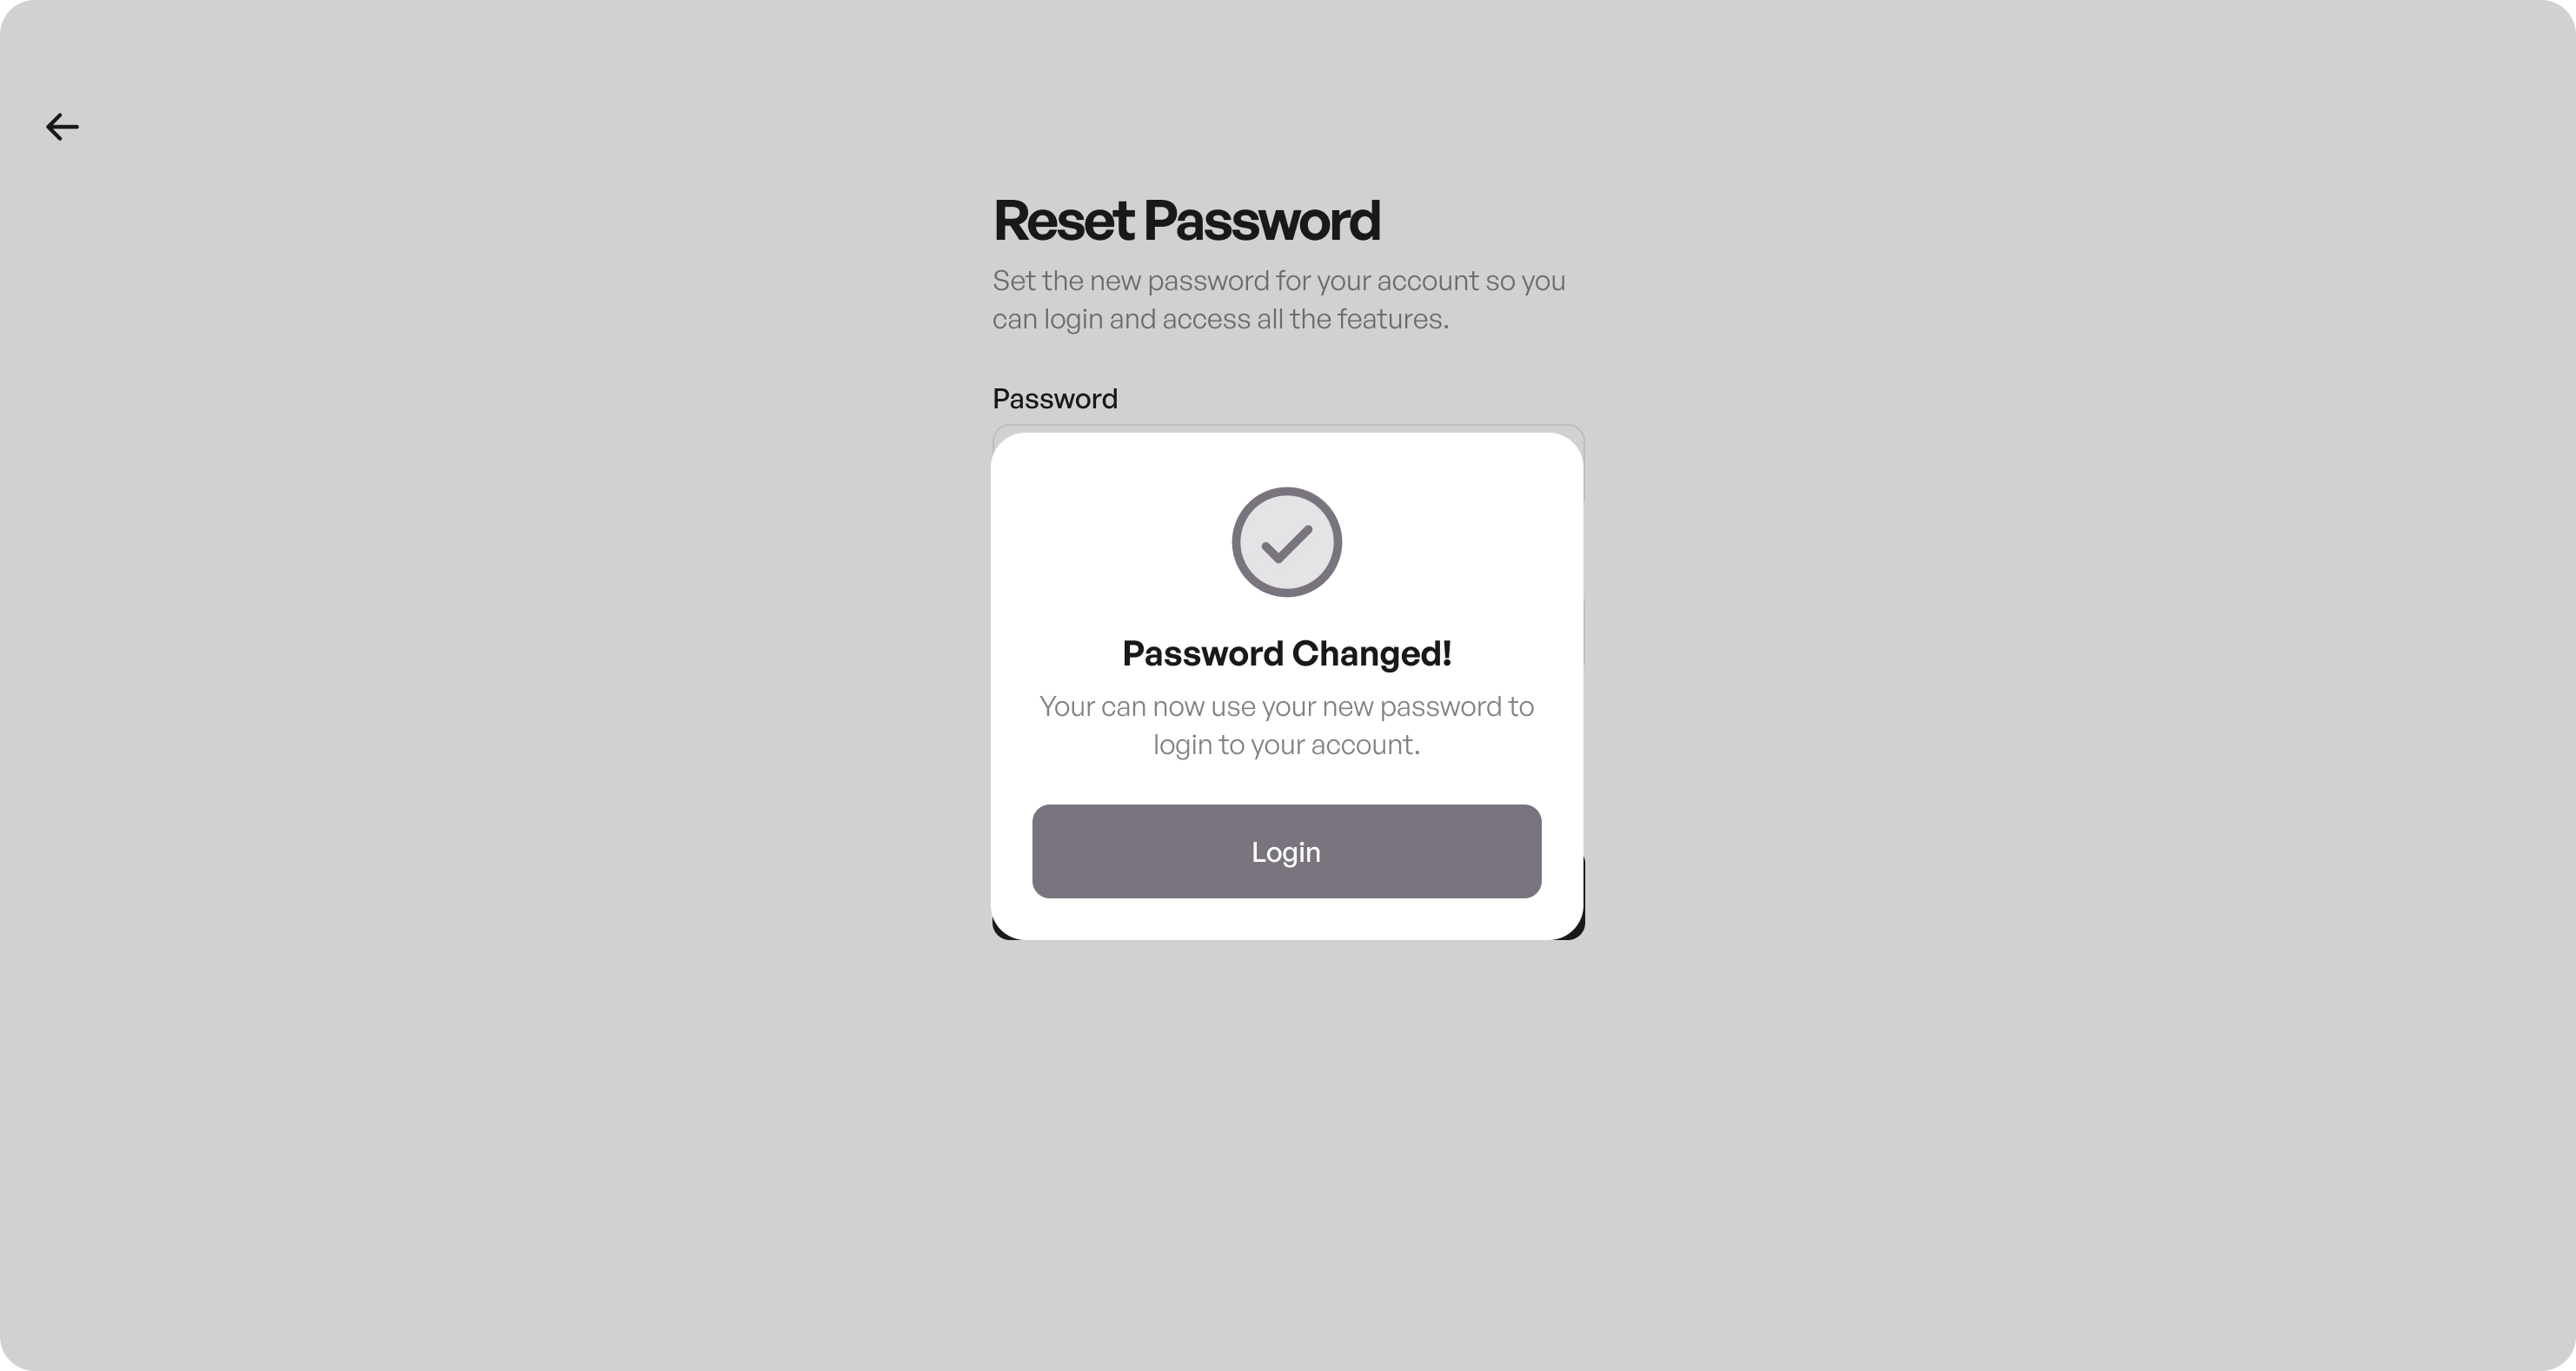 Reset Password
Set the new password for your account so you
can login and access all the features.
Password
Password Changed!
Your can now use your new password to
login to your account.
Login